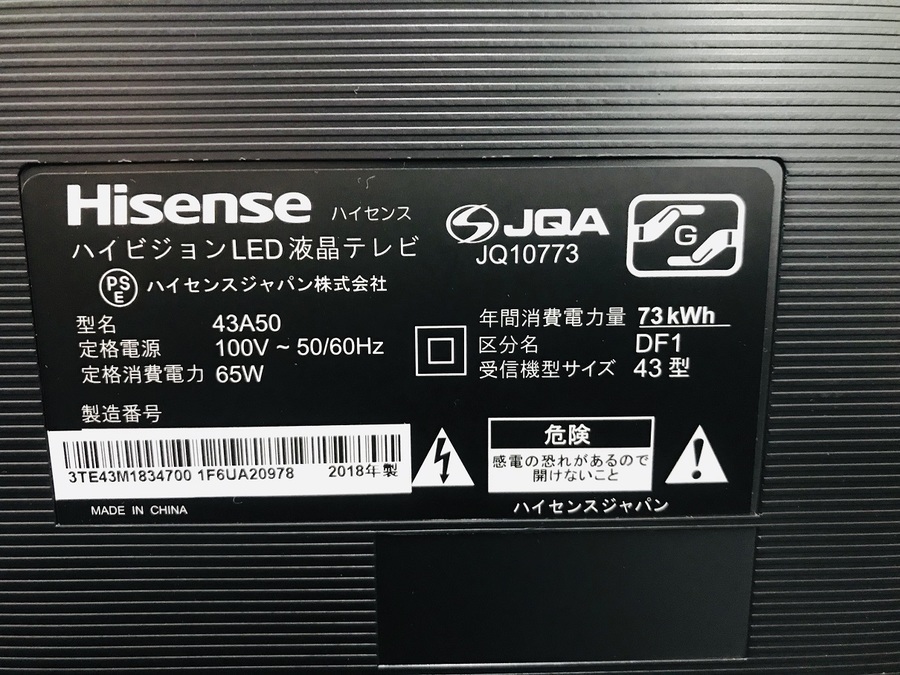 Hisense ハイセンス
ハイビジョンLED液晶テレビ
PSE ハイセンスジャパン株式会社
JQA
JQ10773
G
型名 43A50
定格電源 100V ~ 50/60Hz
定格消費電力 65W
年間消費電力量 73kWh
区分名 DF1
受信機型サイズ 43型
製造番号
3TE43M1834700 1F6UA20978 2018年製
MADE IN CHINA
危険
感電の恐れがあるので
開けないこと
ハイセンスジャパン